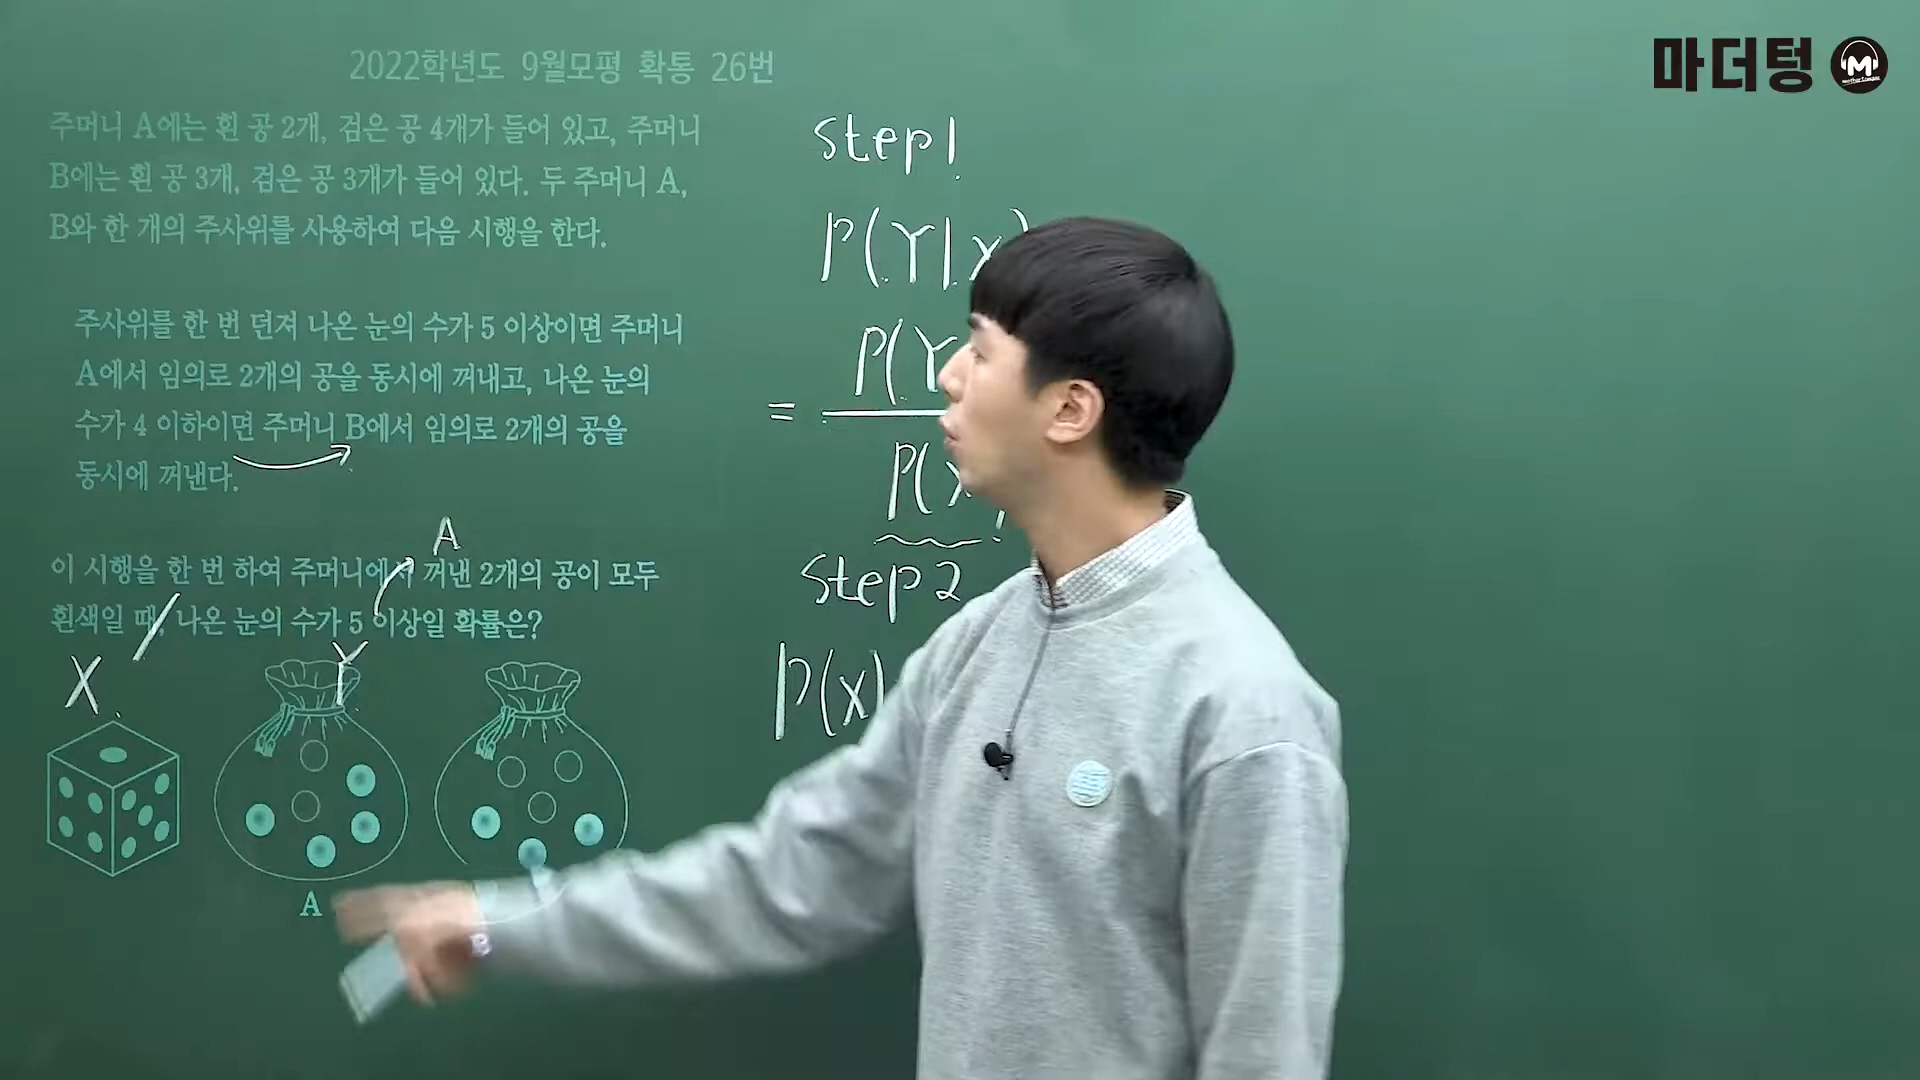 2022학년도 9월모평 확통 26번
마더텅
M
주머니 A에는 흰 공 2개, 검은 공 4개가 들어 있고, 주머니
B에는 흰 공 3개, 검은 공 3개가 들어 있다. 두 주머니 A,
B와 한 개의 주사위를 사용하여 다음 시행을 한다.
주사위를 한 번 던져 나온 눈의 수가 5 이상이면 주머니
A에서 임의로 2개의 공을 동시에 꺼내고, 나온 눈의
수가 4 이하이면 주머니 B에서 임의로 2개의 공을
동시에 꺼낸다.
A
이 시행을 한 번 하여 주머니에서 꺼낸 2개의 공이 모두
흰색일 때, 나온 눈의 수가 5 이상일 확률은?
X
Y
A
step1
P(Y|X)
= P(Y
P(X
step2
P(X)